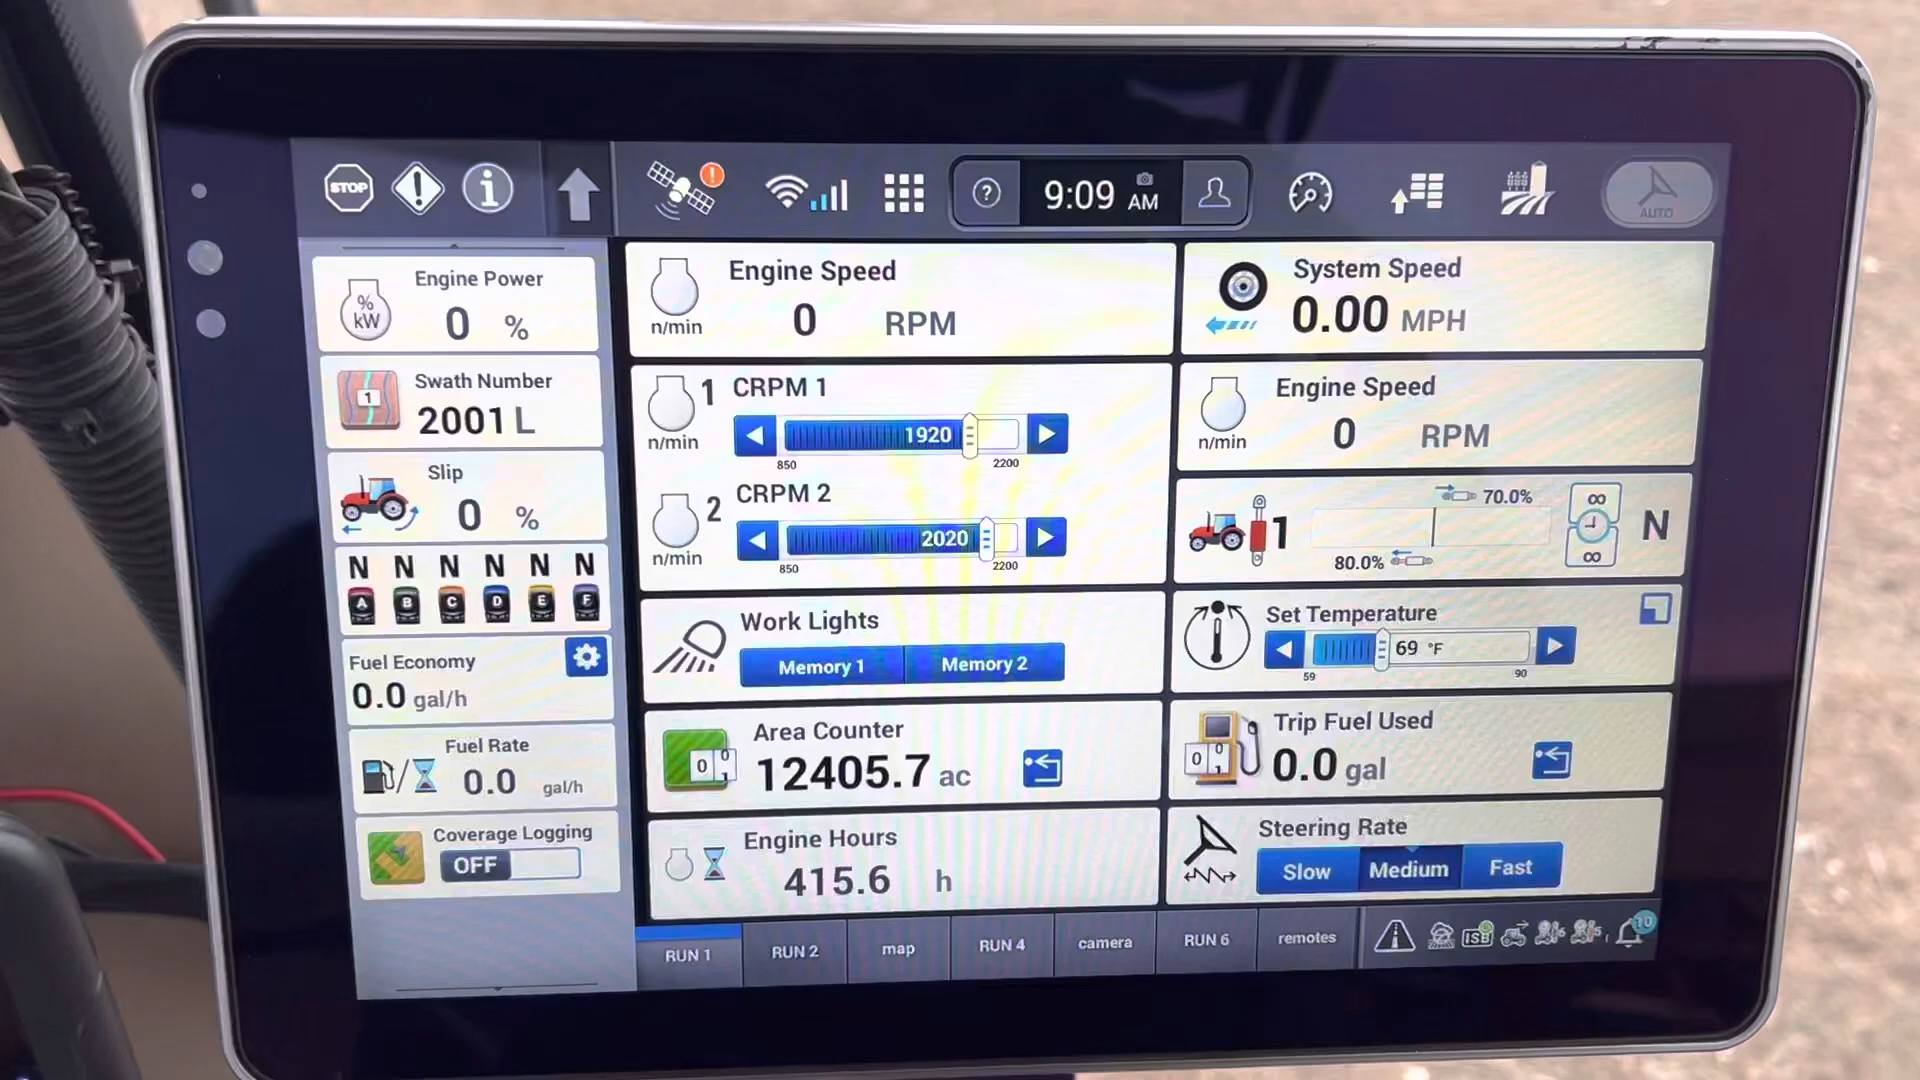 STOP
9:09 AM
AUTO
Engine Power
% kW
0 %
Swath Number
1
2001 L
Slip
0 %
N N N N N N
A B C D E F
Fuel Economy
0.0 gal/h
Fuel Rate
0.0 gal/h
Coverage Logging
OFF
Engine Speed
n/min
0 RPM
1 CRPM 1
n/min
1920
850 2200
2 CRPM 2
n/min
2020
850 2200
Work Lights
Memory 1 Memory 2
Area Counter
12405.7 ac
Engine Hours
415.6 h
System Speed
0.00 MPH
Engine Speed
n/min
0 RPM
70.0%
1
∞
N
80.0%
∞
Set Temperature
69 °F
59 90
Trip Fuel Used
0.0 gal
Steering Rate
Slow Medium Fast
RUN 1 RUN 2 map RUN 4 camera RUN 6 remotes
ISB
10